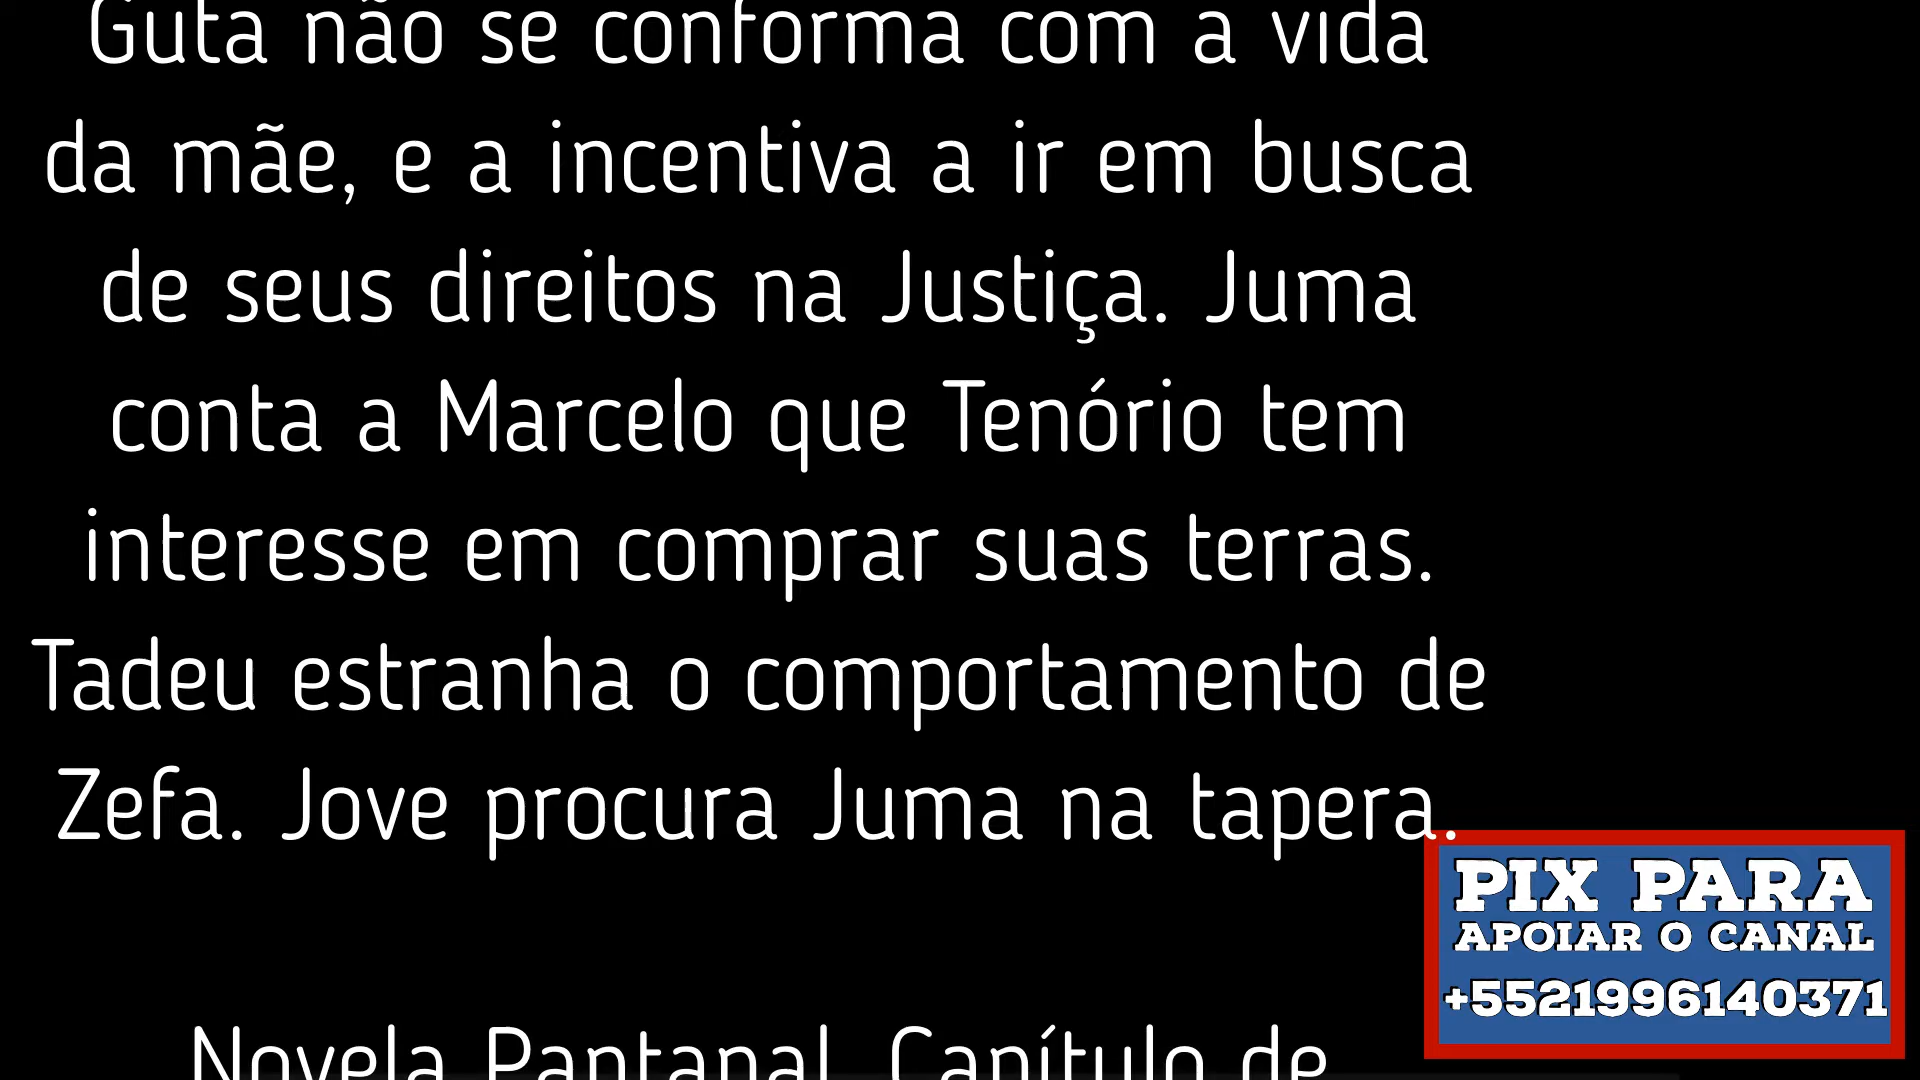 Guta não se conforma com a vida
da mãe, e a incentiva a ir em busca
de seus direitos na Justiça. Juma
conta a Marcelo que Tenório tem
interesse em comprar suas terras.
Tadeu estranha o comportamento de
Zefa. Jove procura Juma na tapera.
PIX PARA
APOIAR O CANAL
+5521996140371
Novela Pantanal Capítulo de